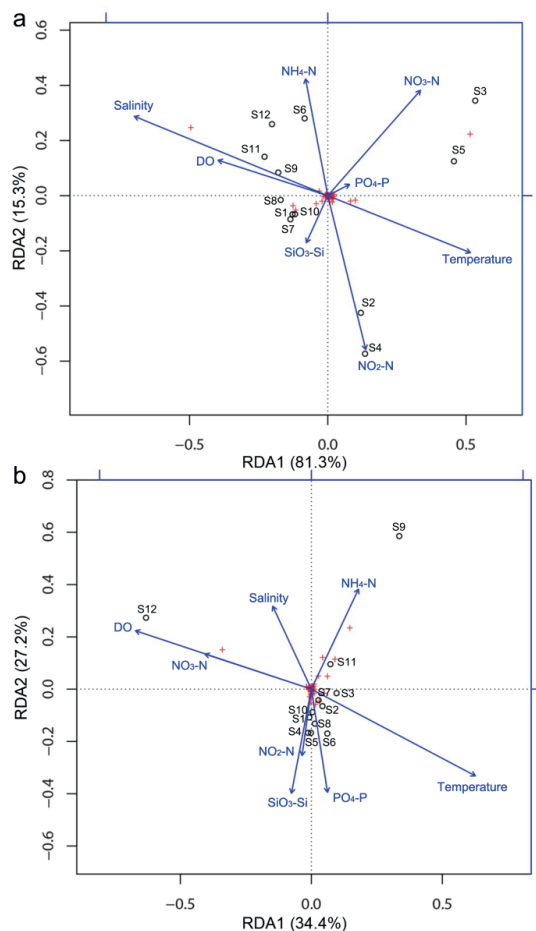 a
0.6
0.4
0.2
0.0
−0.2
−0.4
−0.6
RDA2 (15.3%)
NH₄-N
NO₃-N
S3
Salinity
S12
S6
S11
S5
DO
S9
PO₄-P
S8
S1
S10
S7
SiO₃-Si
Temperature
S2
S4
NO₂-N
−0.5
0.0
0.5
RDA1 (81.3%)
b
0.8
0.6
0.4
0.2
0.0
−0.2
−0.4
−0.6
RDA2 (27.2%)
S9
NH₄-N
Salinity
S12
DO
NO₃-N
S11
S7
S3
S10
S2
S1
S8
S4
S5
S6
NO₂-N
SiO₃-Si
PO₄-P
Temperature
−0.5
0.0
0.5
RDA1 (34.4%)